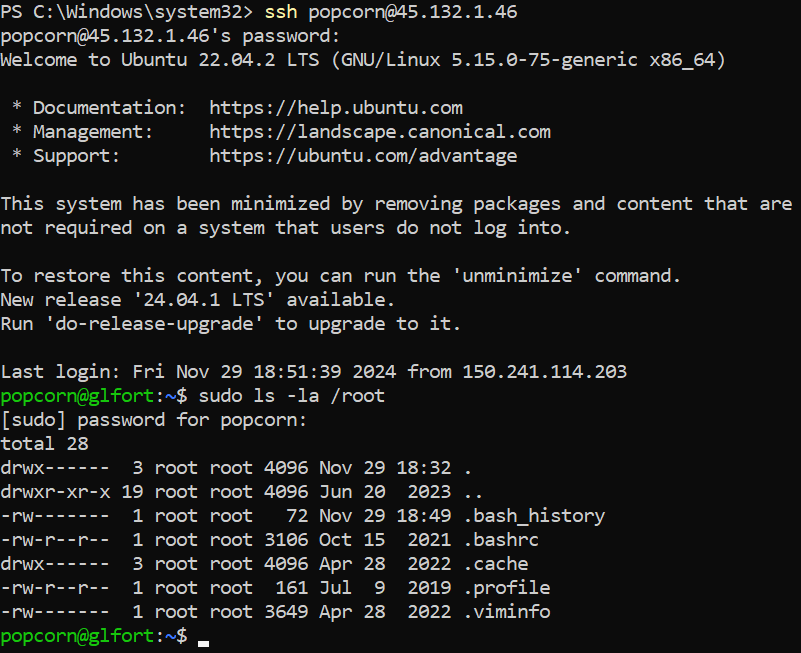 PS C:\Windows\system32> ssh popcorn@45.132.1.46
popcorn@45.132.1.46's password:
Welcome to Ubuntu 22.04.2 LTS (GNU/Linux 5.15.0-75-generic x86_64)

 * Documentation:  https://help.ubuntu.com
 * Management:     https://landscape.canonical.com
 * Support:        https://ubuntu.com/advantage

This system has been minimized by removing packages and content that are
not required on a system that users do not log into.

To restore this content, you can run the 'unminimize' command.
New release '24.04.1 LTS' available.
Run 'do-release-upgrade' to upgrade to it.

Last login: Fri Nov 29 18:51:39 2024 from 150.241.114.203
popcorn@glfort:~$ sudo ls -la /root
[sudo] password for popcorn:
total 28
drwx------  3 root root 4096 Nov 29 18:32 .
drwxr-xr-x 19 root root 4096 Jun 20  2023 ..
-rw-------  1 root root   72 Nov 29 18:49 .bash_history
-rw-r--r--  1 root root 3106 Oct 15  2021 .bashrc
drwx------  3 root root 4096 Apr 28  2022 .cache
-rw-r--r--  1 root root  161 Jul  9  2019 .profile
-rw-------  1 root root 3649 Apr 28  2022 .viminfo
popcorn@glfort:~$